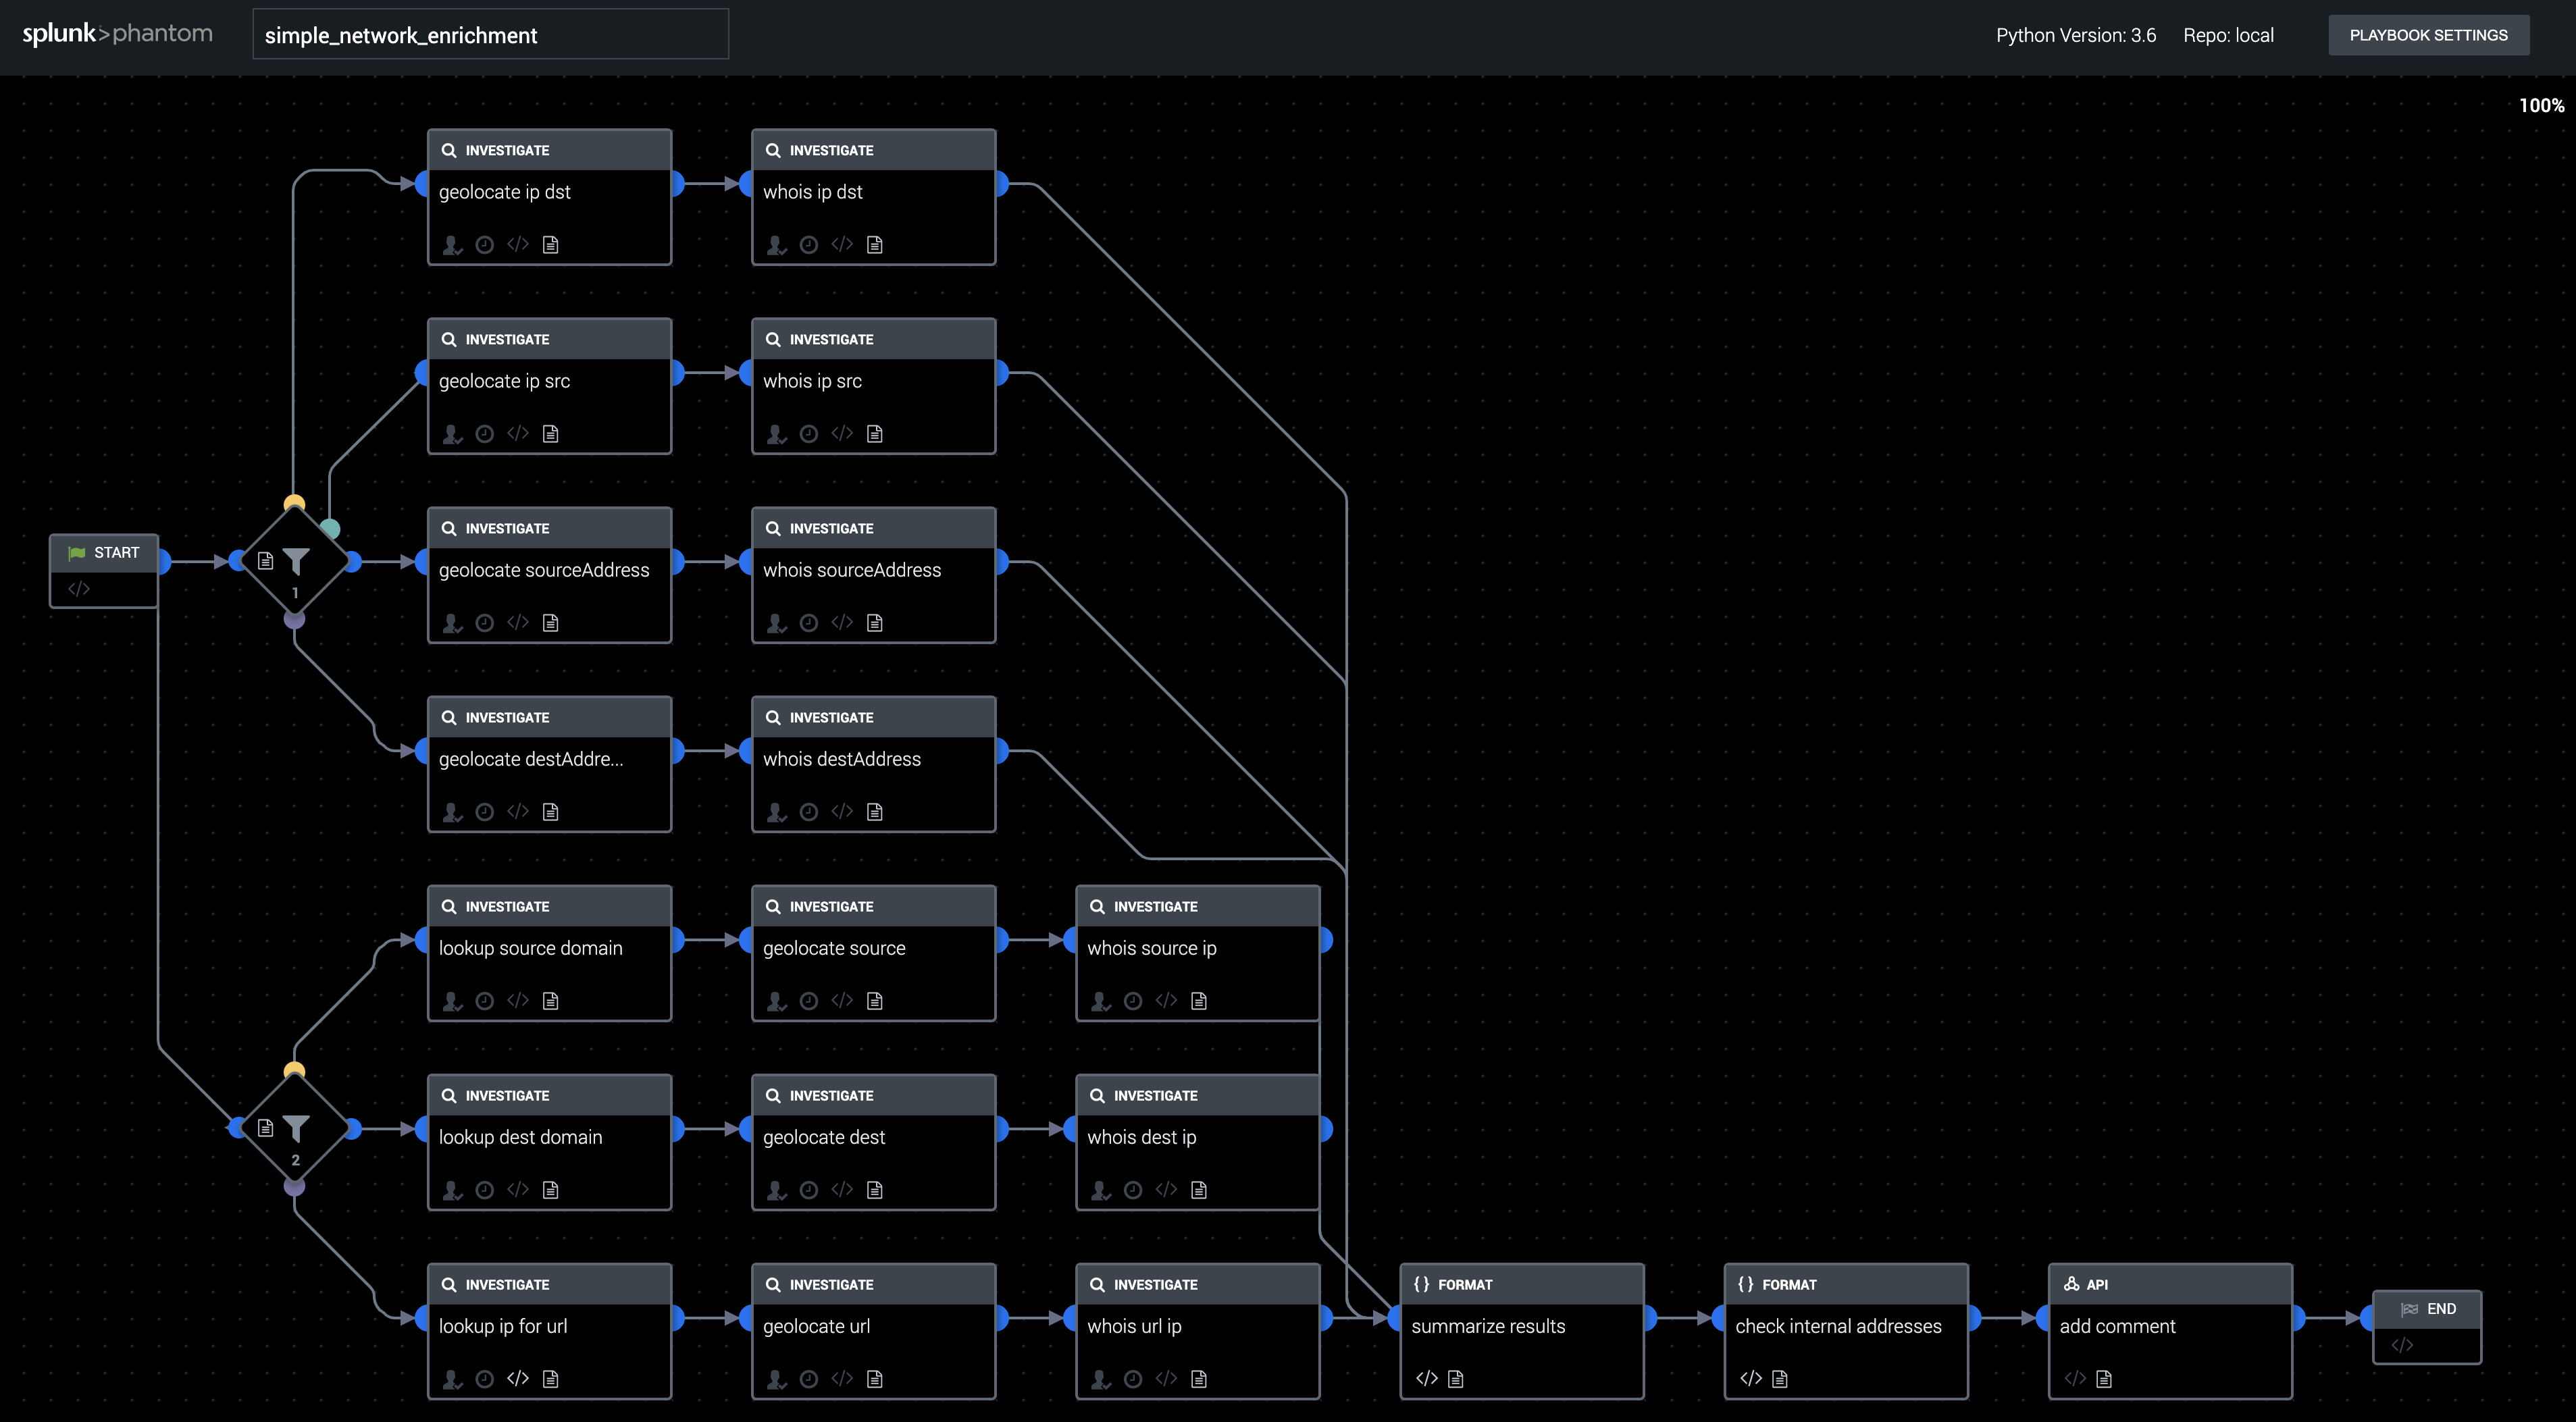 splunk>phantom
simple_network_enrichment
Python Version: 3.6
Repo: local
PLAYBOOK SETTINGS
100%
INVESTIGATE
geolocate ip dst
INVESTIGATE
whois ip dst
INVESTIGATE
geolocate ip src
INVESTIGATE
whois ip src
START
</>
1
INVESTIGATE
geolocate sourceAddress
INVESTIGATE
whois sourceAddress
INVESTIGATE
geolocate destAddre...
INVESTIGATE
whois destAddress
INVESTIGATE
lookup source domain
INVESTIGATE
geolocate source
INVESTIGATE
whois source ip
2
INVESTIGATE
lookup dest domain
INVESTIGATE
geolocate dest
INVESTIGATE
whois dest ip
INVESTIGATE
lookup ip for url
INVESTIGATE
geolocate url
INVESTIGATE
whois url ip
{} FORMAT
summarize results
{} FORMAT
check internal addresses
API
add comment
END
</>